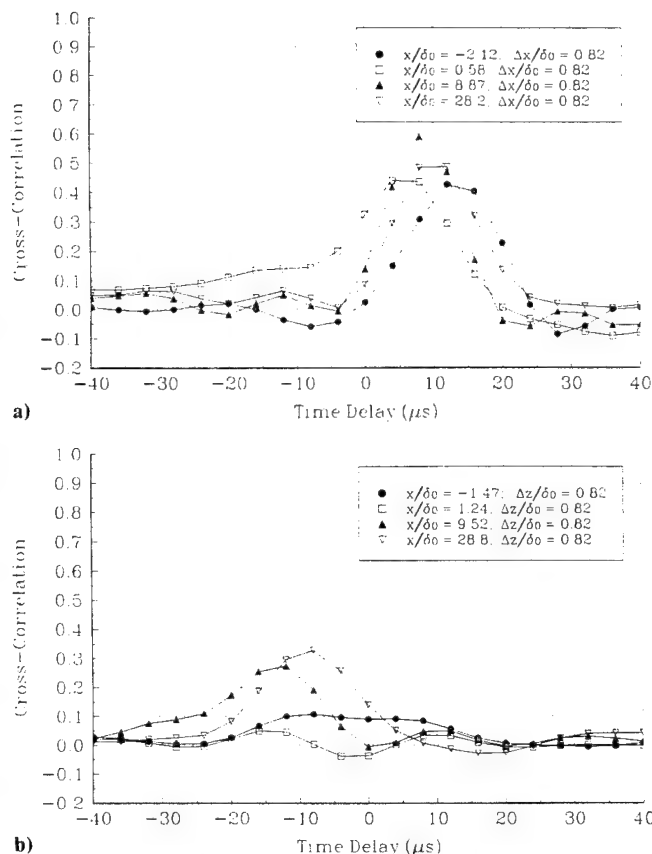 1.0
0.9
0.8
0.7
0.6
0.5
0.4
0.3
0.2
0.1
0.0
-0.1
-0.2
Cross-Correlation
● x/δ0 = -2.12, Δx/δ0 = 0.82
□ x/δ0 = 0.58, Δx/δ0 = 0.82
▲ x/δ0 = 8.87, Δx/δ0 = 0.82
▽ x/δ0 = 28.2, Δx/δ0 = 0.82
-40 -30 -20 -10 0 10 20 30 40
a)
Time Delay (μs)
1.0
0.9
0.8
0.7
0.6
0.5
0.4
0.3
0.2
0.1
0.0
-0.1
-0.2
Cross-Correlation
● x/δ0 = -1.47; Δz/δ0 = 0.82
□ x/δ0 = 1.24, Δz/δ0 = 0.82
▲ x/δ0 = 9.52, Δz/δ0 = 0.82
▽ x/δ0 = 28.8, Δz/δ0 = 0.82
-40 -30 -20 -10 0 10 20 30 40
b)
Time Delay (μs)